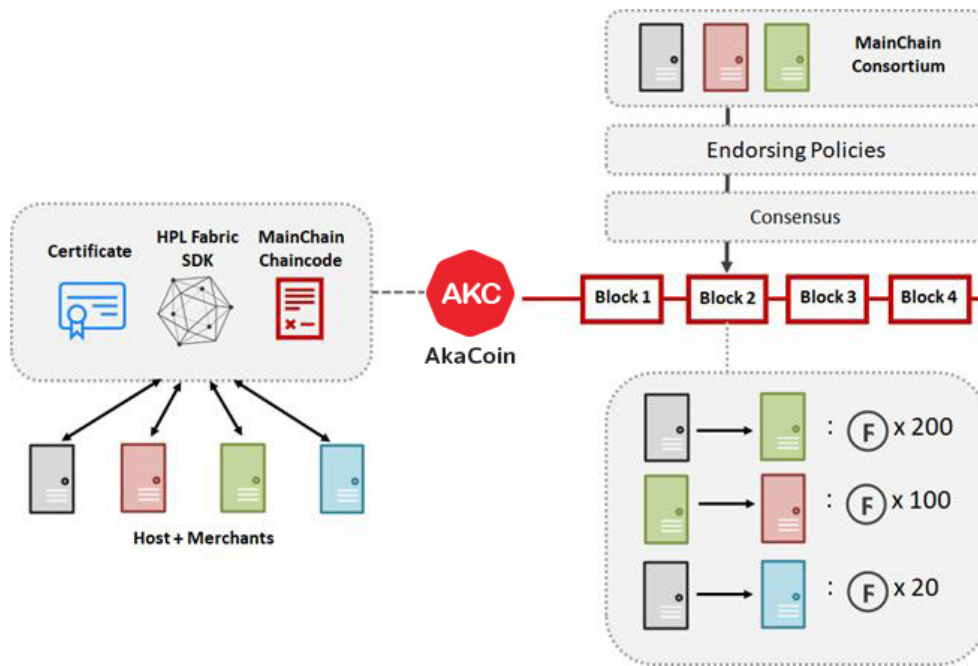 MainChain
Consortium
Endorsing Policies
Consensus
Certificate
HPL Fabric
SDK
MainChain
Chaincode
AKC
AkaCoin
Block 1
Block 2
Block 3
Block 4
Host + Merchants
: F x 200
: F x 100
: F x 20